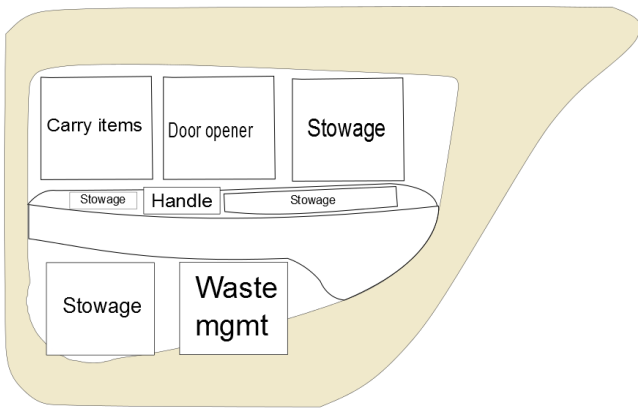 Carry items
Door opener
Stowage
Stowage
Handle
Stowage
Stowage
Waste
mgmt